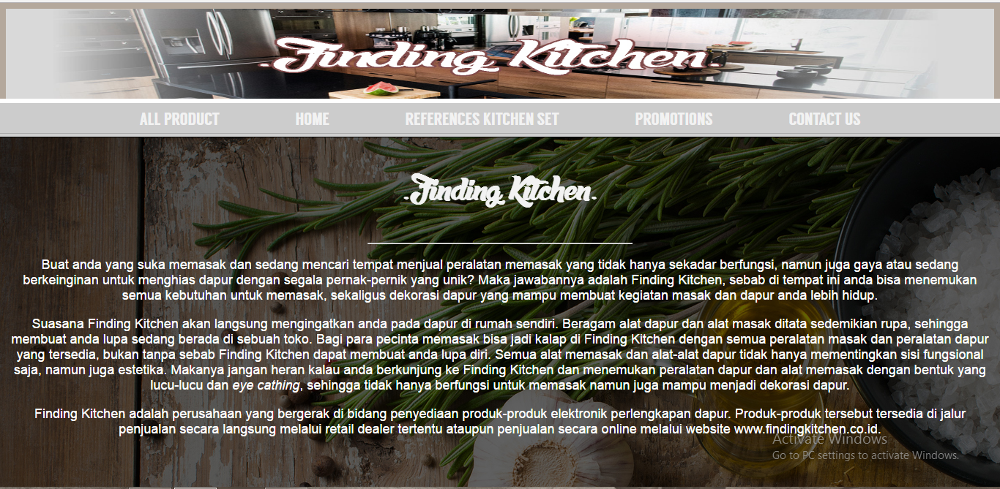 Finding Kitchen
ALL PRODUCT HOME REFERENCES KITCHEN SET PROMOTIONS CONTACT US
Finding Kitchen
Buat anda yang suka memasak dan sedang mencari tempat menjual peralatan memasak yang tidak hanya sekadar berfungsi, namun juga gaya atau sedang
berkeinginan untuk menghias dapur dengan segala pernak-pernik yang unik? Maka jawabannya adalah Finding Kitchen, sebab di tempat ini anda bisa menemukan
semua kebutuhan untuk memasak, sekaligus dekorasi dapur yang mampu membuat kegiatan masak dan dapur anda lebih hidup.
Suasana Finding Kitchen akan langsung mengingatkan anda pada dapur di rumah sendiri. Beragam alat dapur dan alat masak ditata sedemikian rupa, sehingga
membuat anda lupa sedang berada di sebuah toko. Bagi para pecinta memasak bisa jadi kalap di Finding Kitchen dengan semua peralatan masak dan peralatan dapur
yang tersedia, bukan tanpa sebab Finding Kitchen dapat membuat anda lupa diri. Semua alat memasak dan alat-alat dapur tidak hanya mementingkan sisi fungsional
saja, namun juga estetika. Makanya jangan heran kalau anda berkunjung ke Finding Kitchen dan menemukan peralatan dapur dan alat memasak dengan bentuk yang
lucu-lucu dan eye cathing, sehingga tidak hanya berfungsi untuk memasak namun juga mampu menjadi dekorasi dapur.
Finding Kitchen adalah perusahaan yang bergerak di bidang penyediaan produk-produk elektronik perlengkapan dapur. Produk-produk tersebut tersedia di jalur
penjualan secara langsung melalui retail dealer tertentu ataupun penjualan secara online melalui website www.findingkitchen.co.id.
Activate Windows
Go to PC settings to activate Windows.